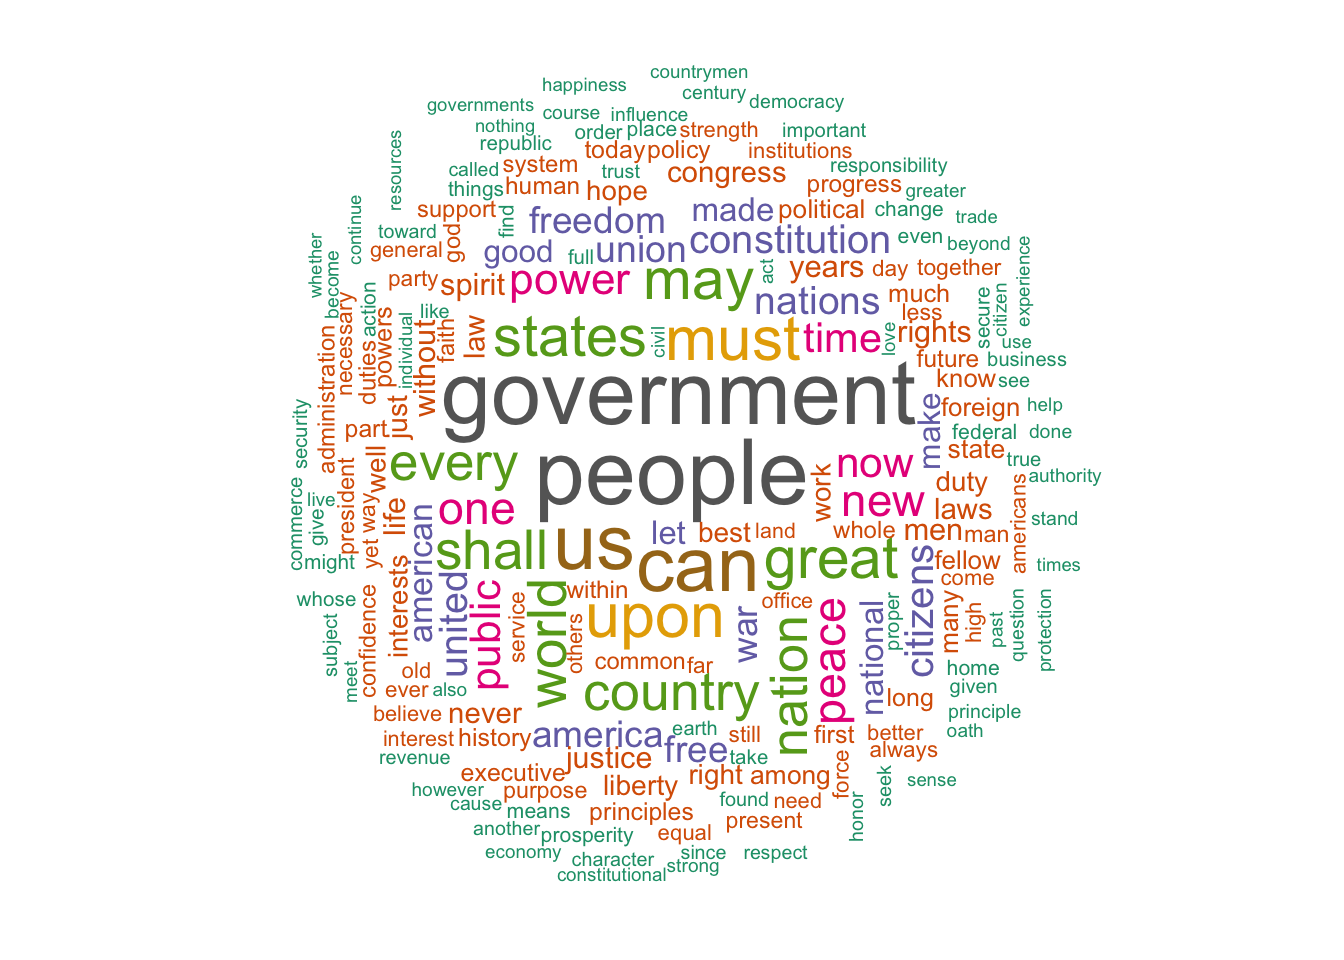 countrymen
happiness
century
governments
democracy
course
influence
nothing
order
place
strength
important
resources
republic
today
policy
institutions
called
system
trust
congress
responsibility
things
human
hope
progress
greater
continue
support
find
freedom
made
political
change
trade
whether
toward
god
general
good
full
union
constitution
even
beyond
become
party
spirit
power
may
act
years
day
together
experience
necessary
action
like
nations
much
secure
citizen
less
administration
duties
powers
individual
without
faith
law
states
civil
must
time
love
rights
use
future
business
government
know
see
security
just
part
make
foreign
help
federal
done
president
well
every
people
now
state
true
commerce
live
give
way
yet
life
one
work
new
duty
authority
american
let
best
land
whole
men
man
laws
americans
stand
might
interests
shall
us
can
great
citizens
fellow
come
times
whose
confidence
united
public
service
world
within
upon
others
war
office
nation
peace
national
proper
many
high
past
question
protection
subject
meet
old
common
far
home
ever
also
country
long
given
believe
never
principle
interest
history
america
earth
still
first
better
oath
revenue
free
take
always
executive
justice
right
among
force
seek
sense
however
purpose
liberty
cause
means
principles
found
need
honor
another
prosperity
equal
present
economy
character
since
respect
constitutional
strong